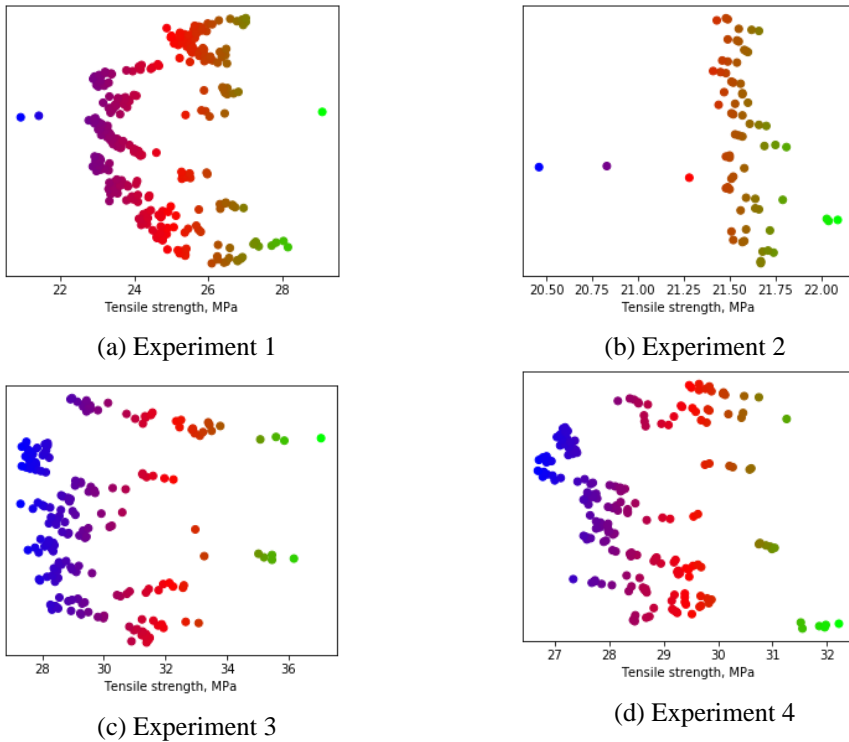 22 24 26 28
Tensile strength, MPa
(a) Experiment 1
20.50 20.75 21.00 21.25 21.50 21.75 22.00
Tensile strength, MPa
(b) Experiment 2
28 30 32 34 36
Tensile strength, MPa
(c) Experiment 3
27 28 29 30 31 32
Tensile strength, MPa
(d) Experiment 4